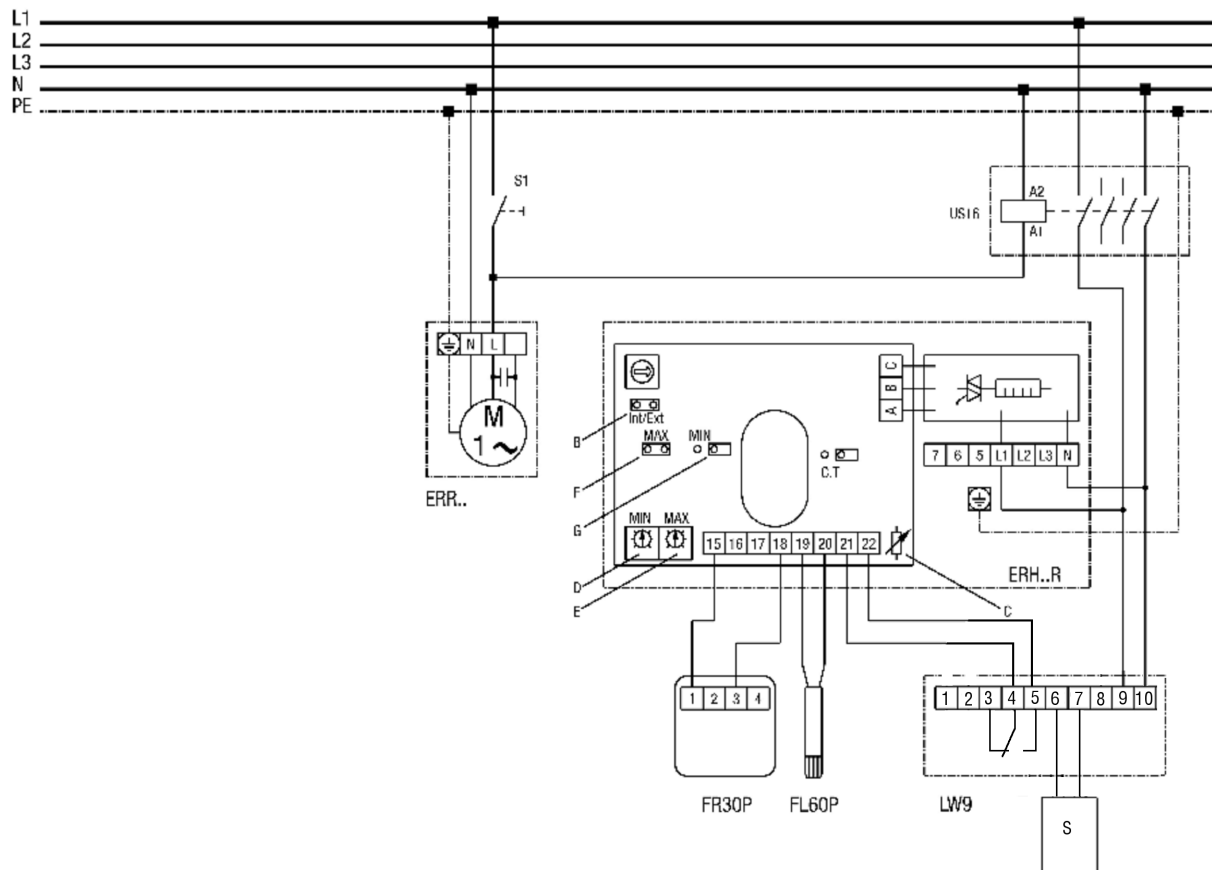 L1
L2
L3
N
PE
S1
A2
US16
A1
N L
M
1 ~
ERR..
Int/Ext
B
MAX MIN
F
G
C.T
C
B
A
7 6 5 L1 L2 L3 N
MIN MAX
15 16 17 18 19 20 21 22
D
E
ERH..R
C
1 2 3 4
FR30P
FL60P
1 2 3 4 5 6 7 8 9 10
LW9
S